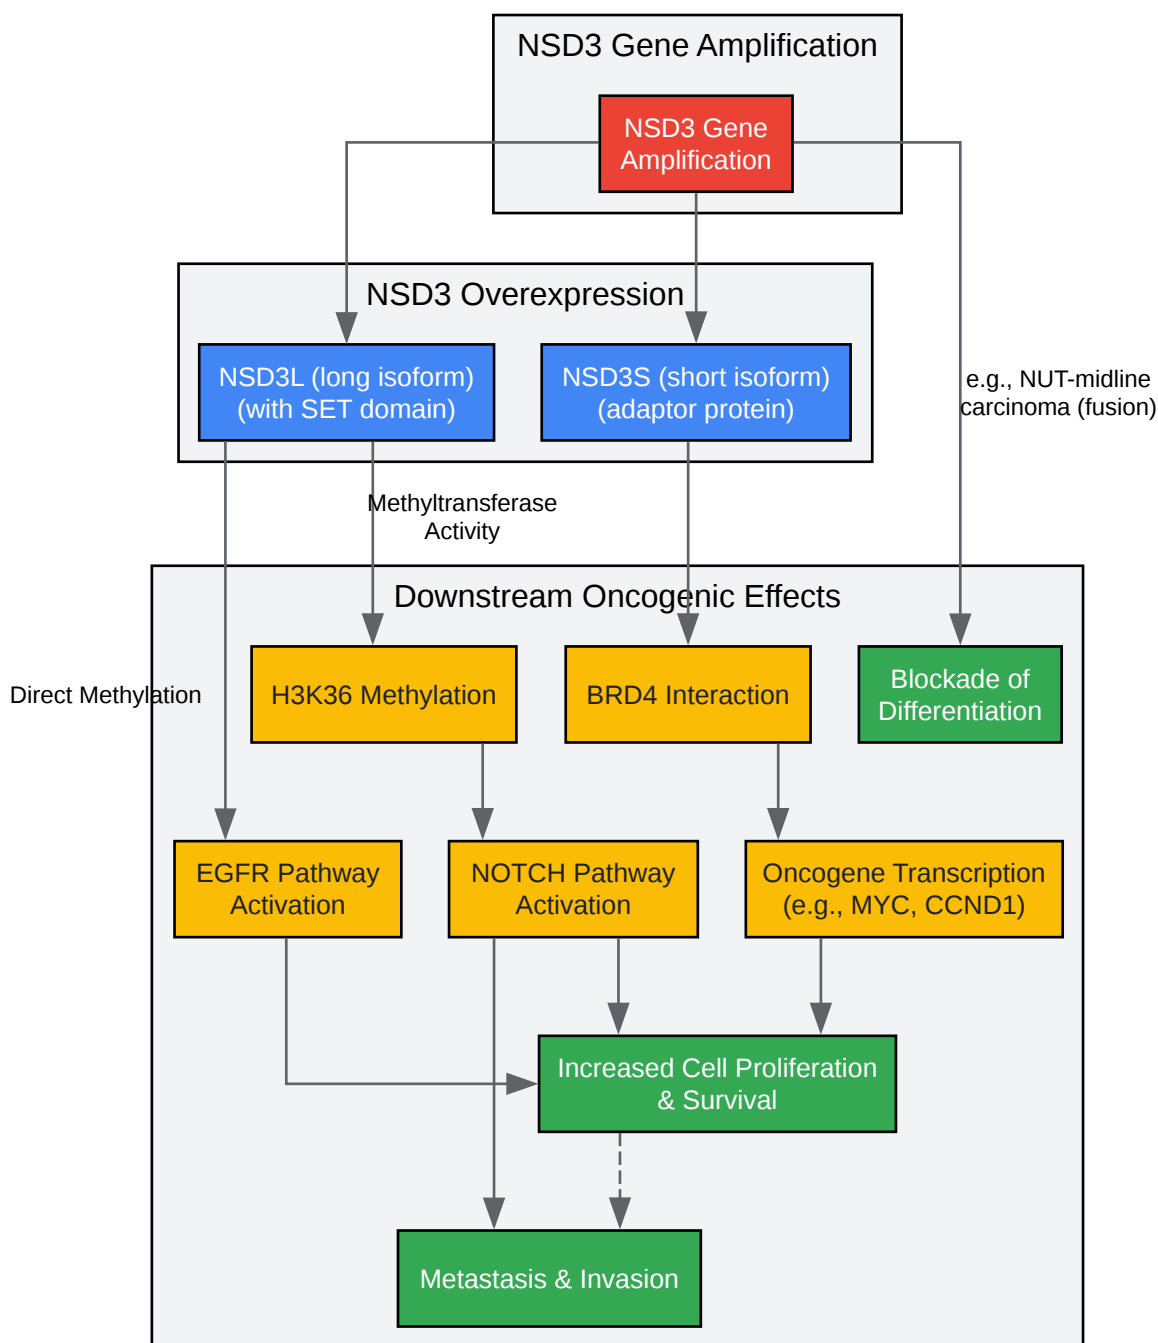 NSD3 Gene Amplification
NSD3 Gene
Amplification
NSD3 Overexpression
NSD3L (long isoform)
(with SET domain)
NSD3S (short isoform)
(adaptor protein)
e.g., NUT-midline
carcinoma (fusion)
Methyltransferase
Activity
Downstream Oncogenic Effects
Direct Methylation
H3K36 Methylation
BRD4 Interaction
Blockade of
Differentiation
EGFR Pathway
Activation
NOTCH Pathway
Activation
Oncogene Transcription
(e.g., MYC, CCND1)
Increased Cell Proliferation
& Survival
Metastasis & Invasion